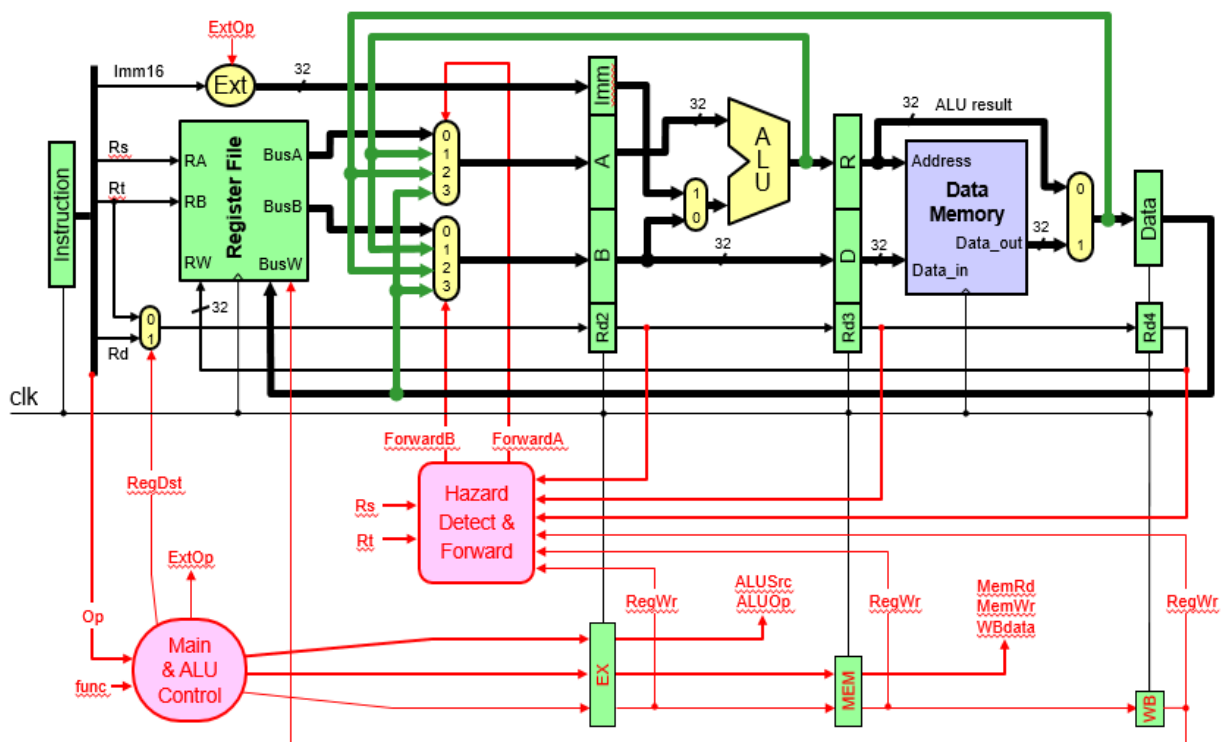 ExtOp
Imm16
Ext
32
Imm
32
ALU
32
ALU result
Instruction
Rs
Rt
RA
RB
RW
Register File
BusA
BusB
BusW
0
1
2
3
0
1
2
3
A
B
1
0
32
R
D
32
Address
Data
Memory
Data_out
Data_in
32
0
1
Data
32
0
1
Rd
Rd2
Rd3
Rd4
clk
ForwardB
ForwardA
RegDst
Hazard
Detect &
Forward
Rs
Rt
ExtOp
Op
Main
& ALU
Control
func
ALUSrc
ALUOp
RegWr
RegWr
MemRd
MemWr
WBdata
RegWr
EX
MEM
WB